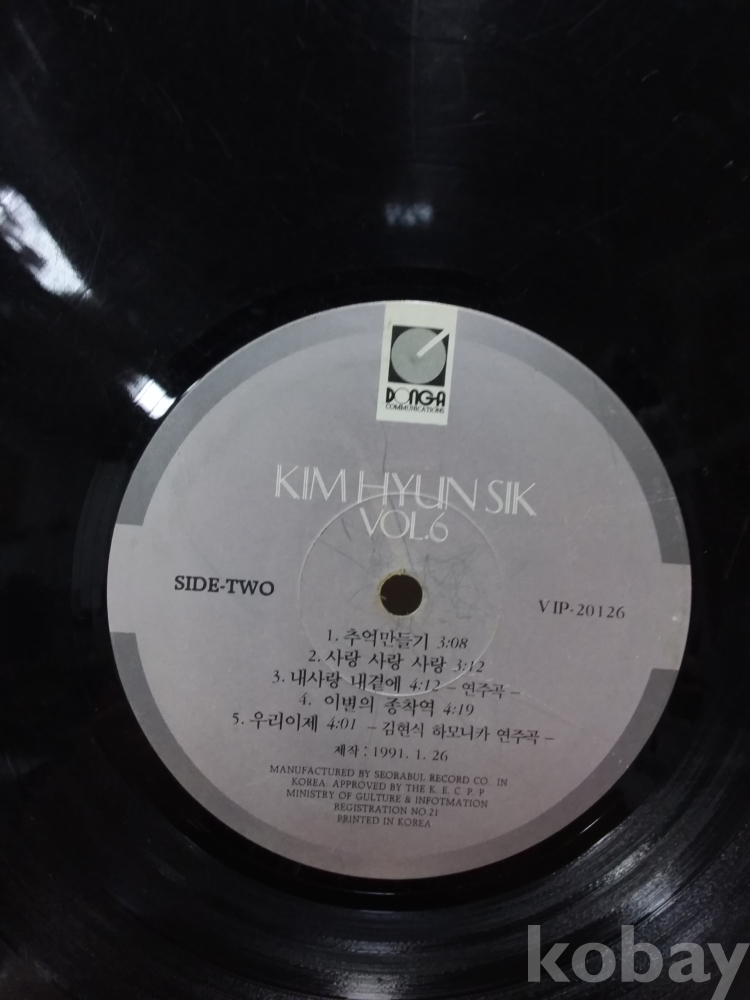 DONG-A
COMMUNICATIONS
KIM HYUN SIK
VOL.6
SIDE-TWO
VIP-20126
1. 추억만들기 3:08
2. 사랑 사랑 사랑 3:12
3. 내사랑 내곁에 4:12 - 연주곡 -
4. 이별의 종착역 4:19
5. 우리이제 4:01 - 김현식 하모니카 연주곡 -
제작 : 1991. 1. 26
MANUFACTURED BY SEORABUL RECORD CO. IN
KOREA. APPROVED BY THE K. E. C. P. P
MINISTRY OF GULTURE & INFOTMATION
REGISTRATION NO.21
PRINTED IN KOREA
kobay